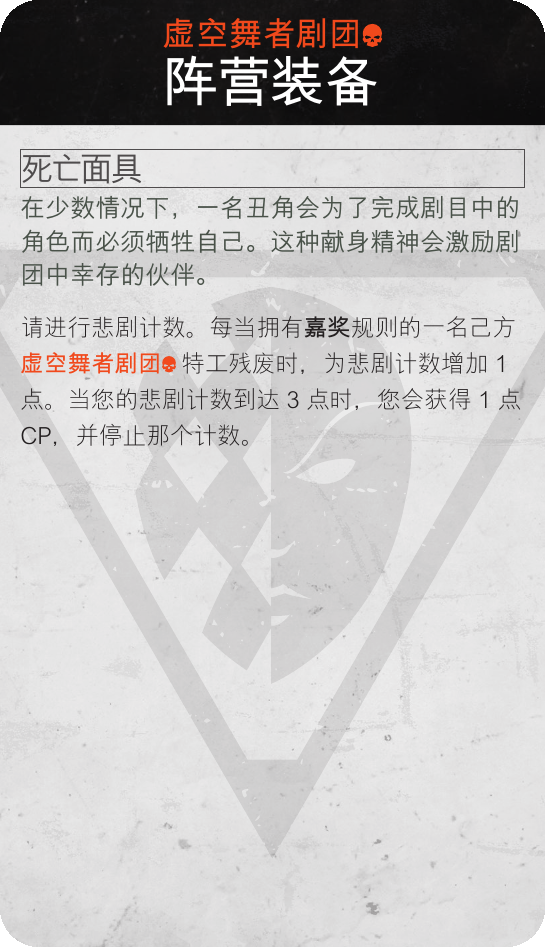 虚空舞者剧团
阵营装备
死亡面具
在少数情况下，一名丑角会为了完成剧目中的
角色而必须牺牲自己。这种献身精神会激励剧
团中幸存的伙伴。
请进行悲剧计数。每当拥有嘉奖规则的一名己方
虚空舞者剧团 特工残废时，为悲剧计数增加 1
点。当您的悲剧计数到达 3 点时，您会获得 1 点
CP，并停止那个计数。